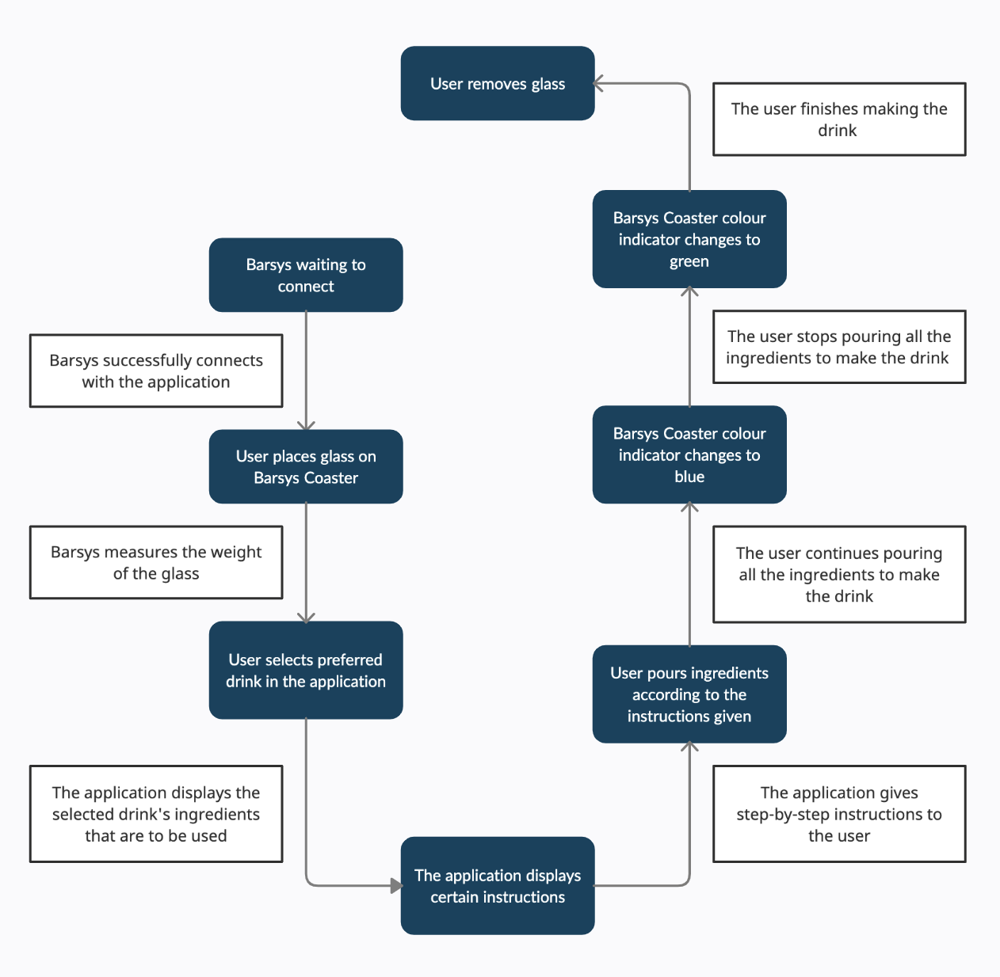 Barsys waiting to
connect
Barsys successfully connects
with the application
User places glass on
Barsys Coaster
Barsys measures the weight
of the glass
User selects preferred
drink in the application
The application displays the
selected drink's ingredients
that are to be used
The application displays
certain instructions
The application gives
step-by-step instructions to
the user
User pours ingredients
according to the
instructions given
The user continues pouring
all the ingredients to make
the drink
Barsys Coaster colour
indicator changes to
blue
The user stops pouring all the
ingredients to make the drink
Barsys Coaster colour
indicator changes to
green
The user finishes making the
drink
User removes glass